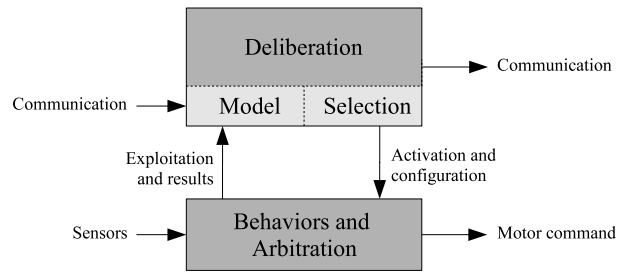 Deliberation
Communication
Communication
Model
Selection
Exploitation
and results
Activation and
configuration
Sensors
Behaviors and
Arbitration
Motor command